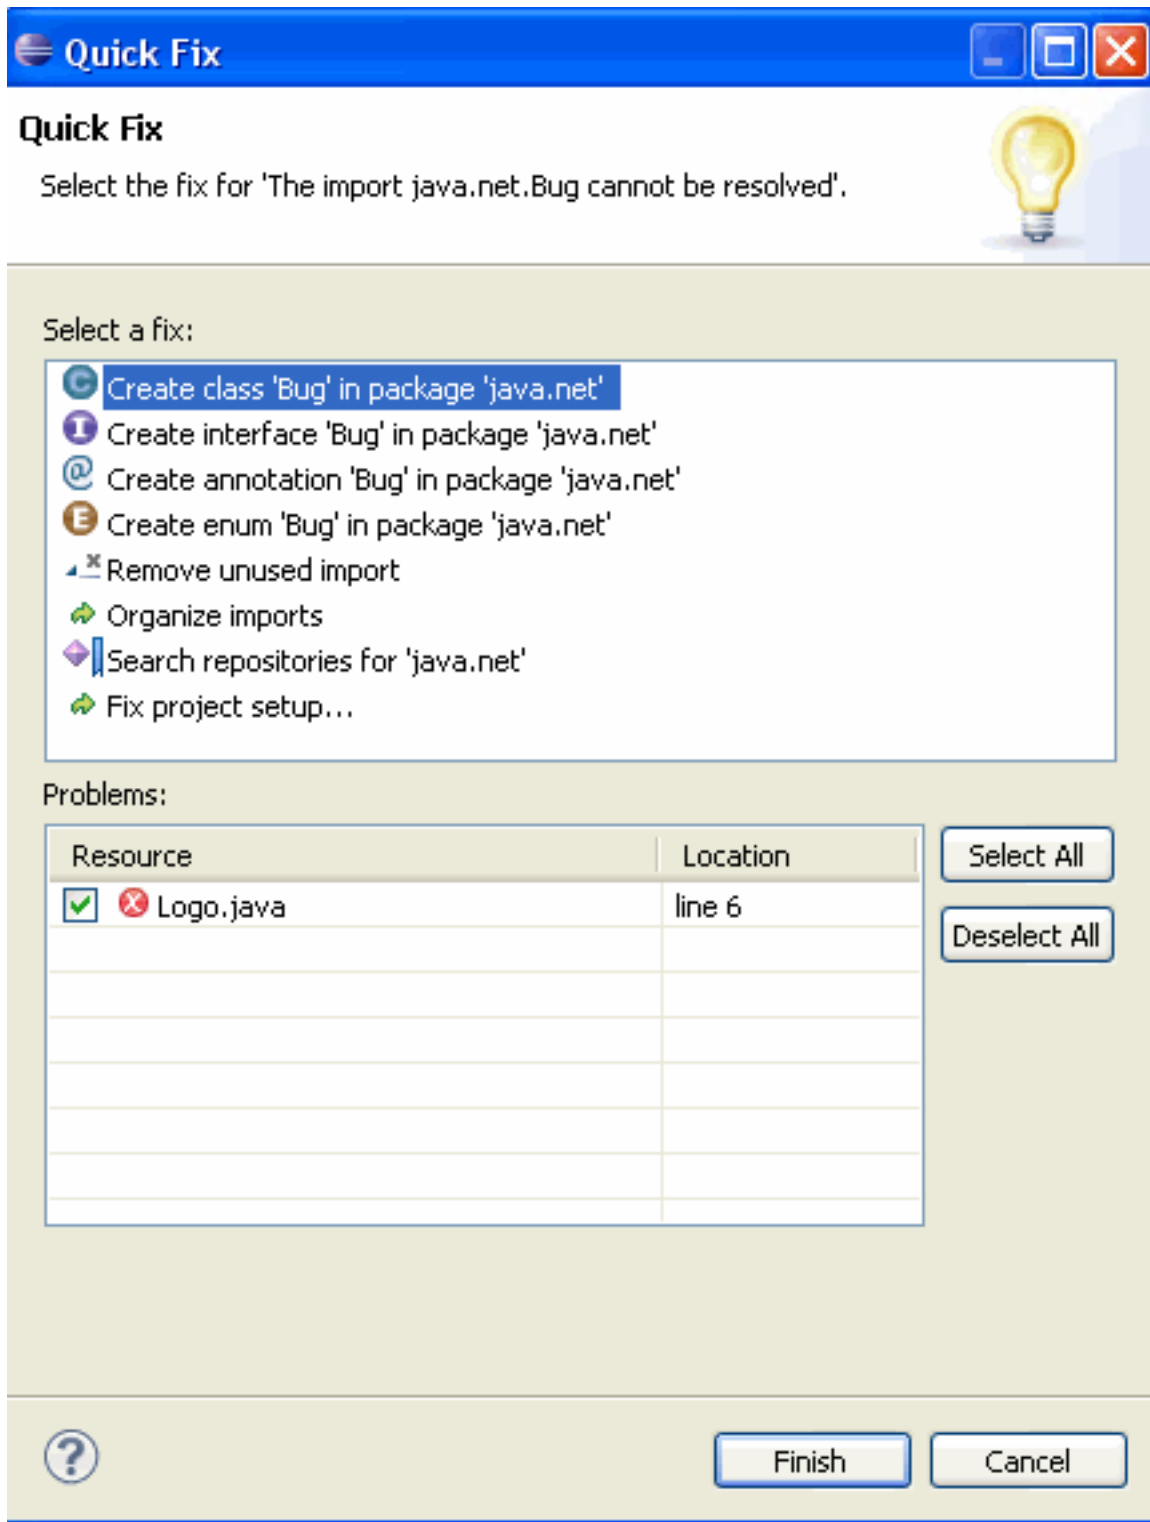 Quick Fix
Quick Fix
Select the fix for 'The import java.net.Bug cannot be resolved'.
Select a fix:
C Create class 'Bug' in package 'java.net'
I Create interface 'Bug' in package 'java.net'
@ Create annotation 'Bug' in package 'java.net'
E Create enum 'Bug' in package 'java.net'
Remove unused import
Organize imports
Search repositories for 'java.net'
Fix project setup...
Problems:
Resource Location
Logo.java line 6
Select All
Deselect All
? Finish Cancel